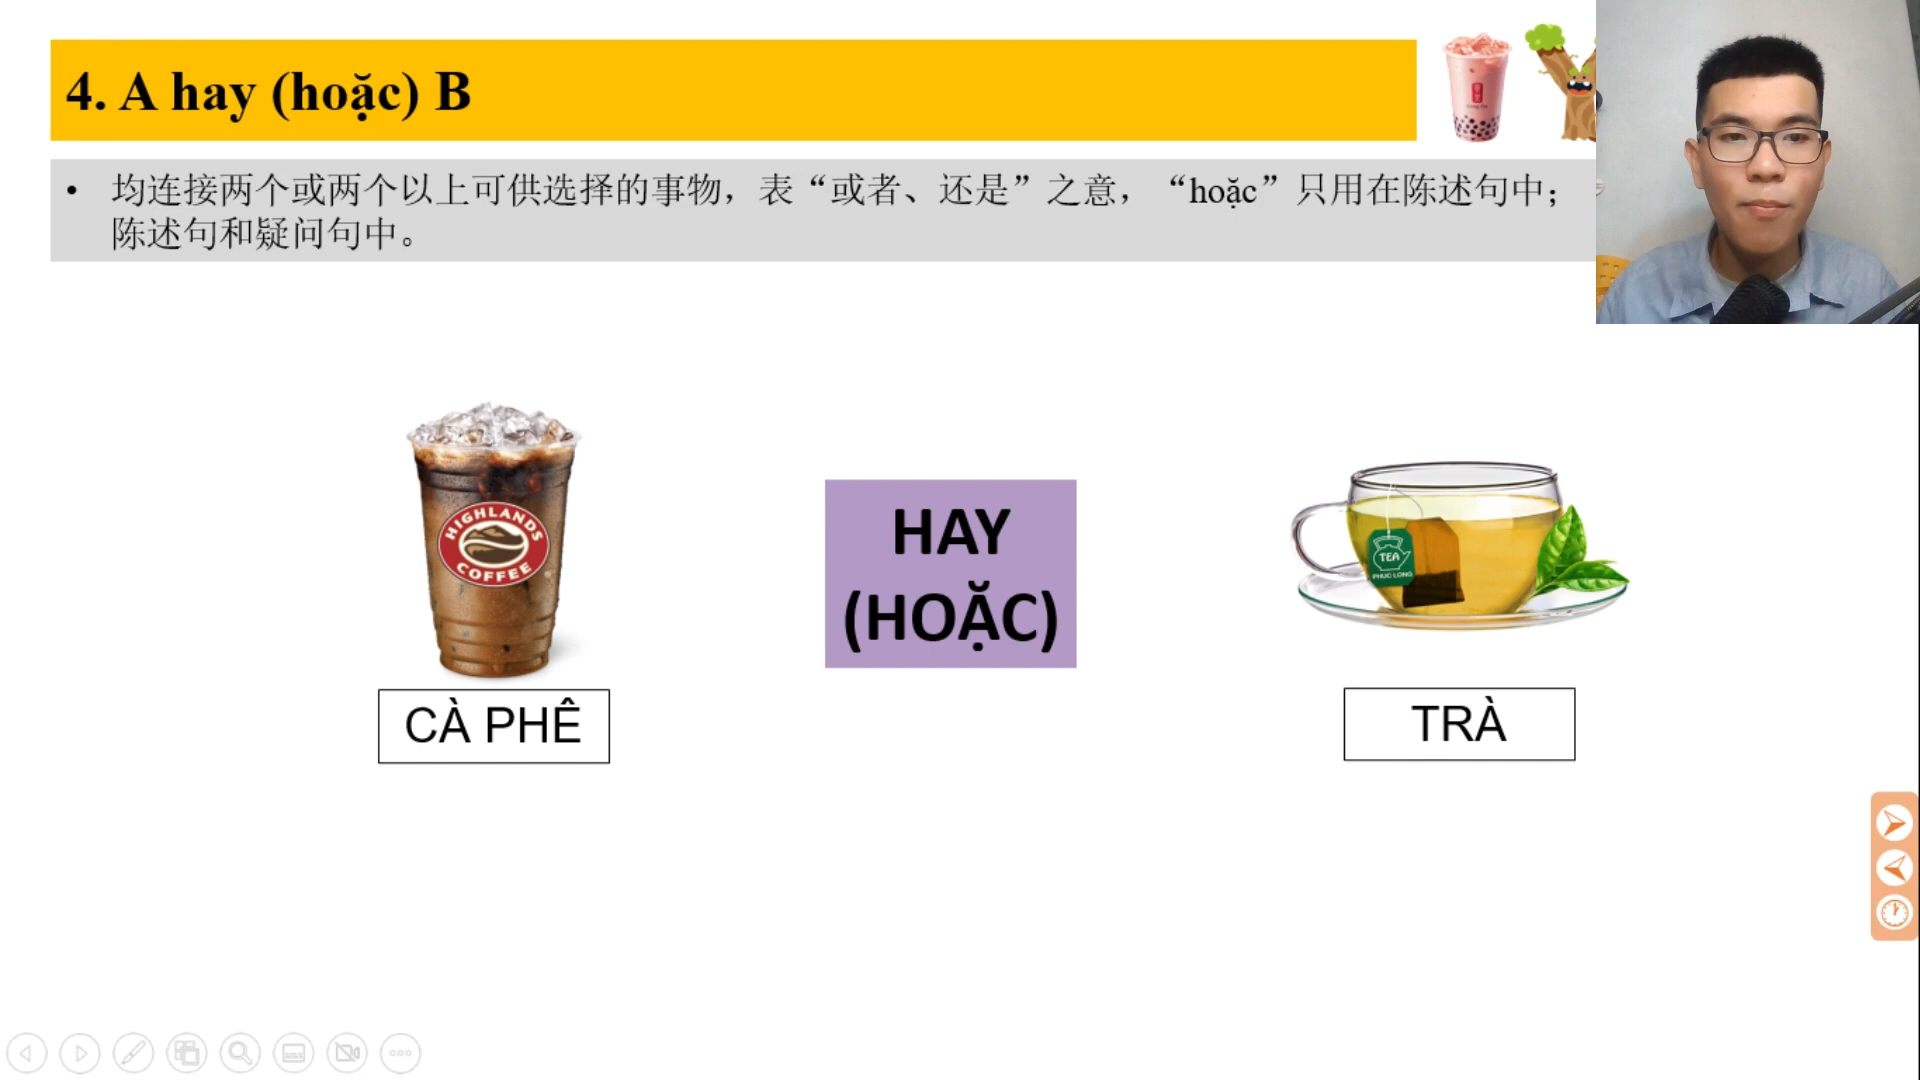 4. A hay (hoặc) B
• 均连接两个或两个以上可供选择的事物，表“或者、还是”之意，“hoặc”只用在陈述句中；
陈述句和疑问句中。
HIGHLANDS
COFFEE
HAY
(HOẶC)
TEA
PHUC LONG
CÀ PHÊ
TRÀ